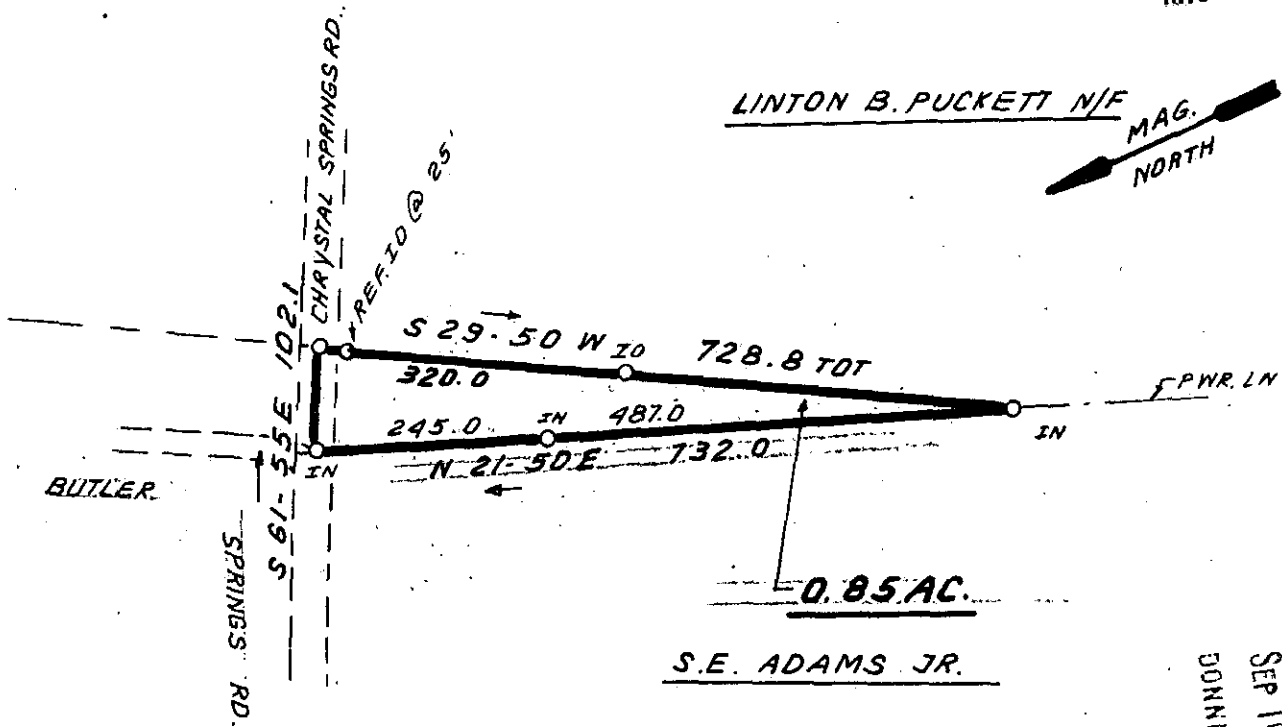 LINTON B. PUCKETT N/F
MAG.
NORTH
CHRYSTAL SPRINGS RD.
REF. IO @ 25'
S 29-50 W
IO
728.8 TOT
320.0
PWR. LN
S 61-55 E 102.1
245.0
IN
487.0
IN
IN
N 21-50 E
732.0
BUTLER
SPRINGS RD.
0.85 AC.
S.E. ADAMS JR.
SEP 1
DONN